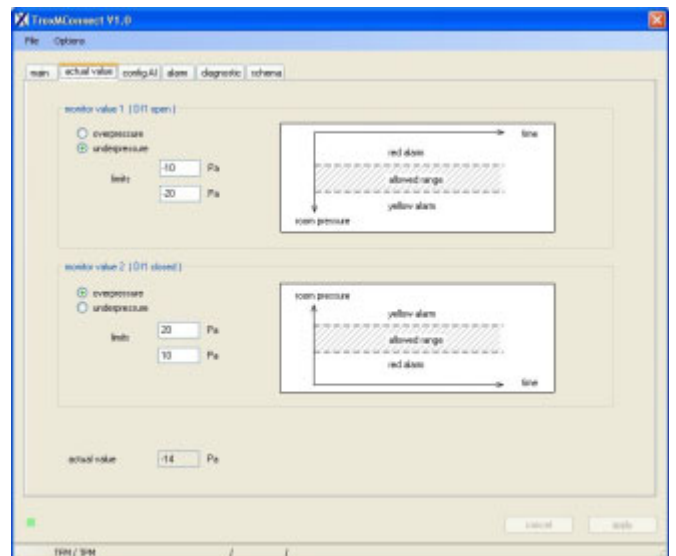 TroxMConnect V1.0
File Options
main actual value config.AI alarm diagnostic schema
monitor value 1 ( DI1 open )
overpressure
underpressure
limits
-10 Pa
-20 Pa
time
red alarm
allowed range
yellow alarm
room pressure
monitor value 2 ( DI1 closed )
overpressure
underpressure
limits
20 Pa
10 Pa
room pressure
yellow alarm
allowed range
red alarm
time
actual value -14 Pa
cancel apply
TPM / TPM / /